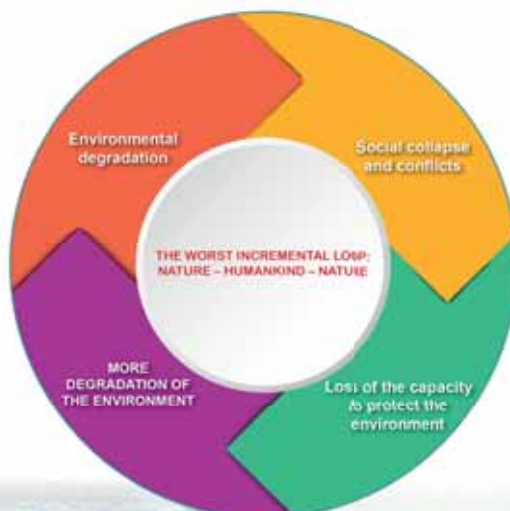 Environmental
degradation
Social collapse
and conflicts
THE WORST INCREMENTAL LOOP:
NATURE – HUMANKIND – NATURE
MORE
DEGRADATION OF
THE ENVIRONMENT
Loss of the capacity
to protect the
environment